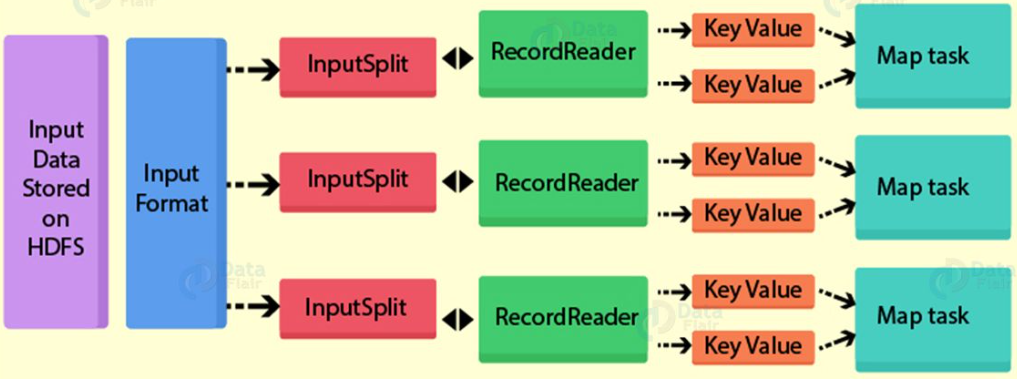 Input
Data
Stored
on
HDFS
Input
Format
InputSplit
RecordReader
Key Value
Key Value
Map task
InputSplit
RecordReader
Key Value
Key Value
Map task
InputSplit
RecordReader
Key Value
Key Value
Map task
Data
Flair
Data
Flair
Data
Flair
Data
Flair
Flair
Flair